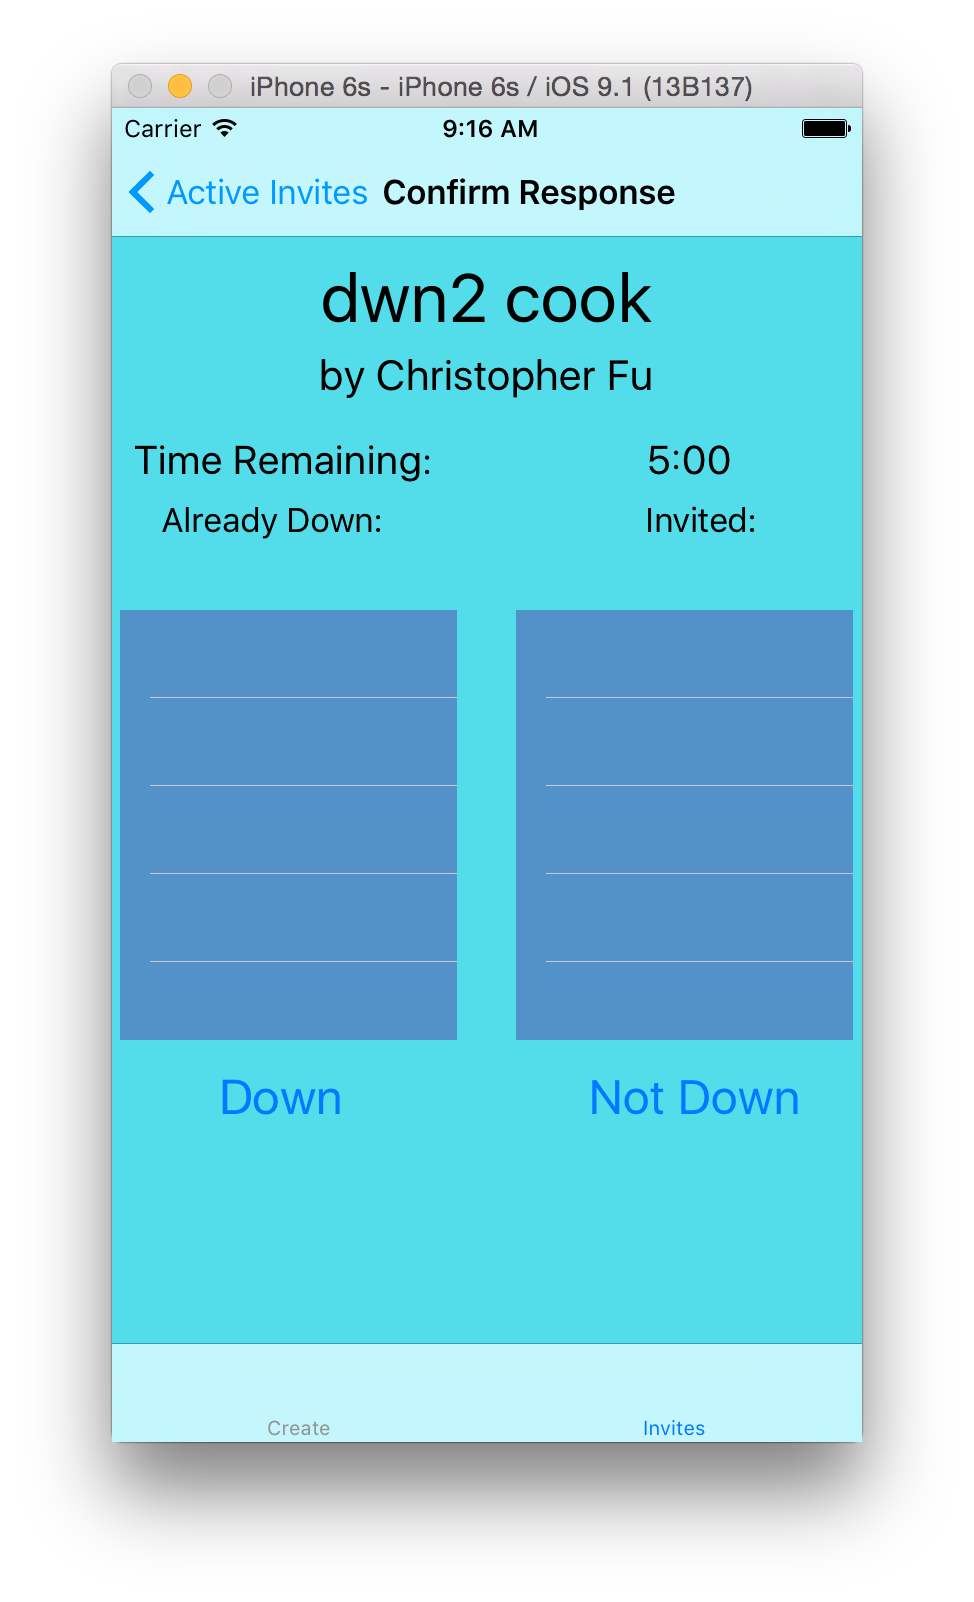 iPhone 6s - iPhone 6s / iOS 9.1 (13B137)
Carrier 9:16 AM
Active Invites Confirm Response
dwn2 cook
by Christopher Fu
Time Remaining: 5:00
Already Down: Invited:
Down Not Down
Create Invites